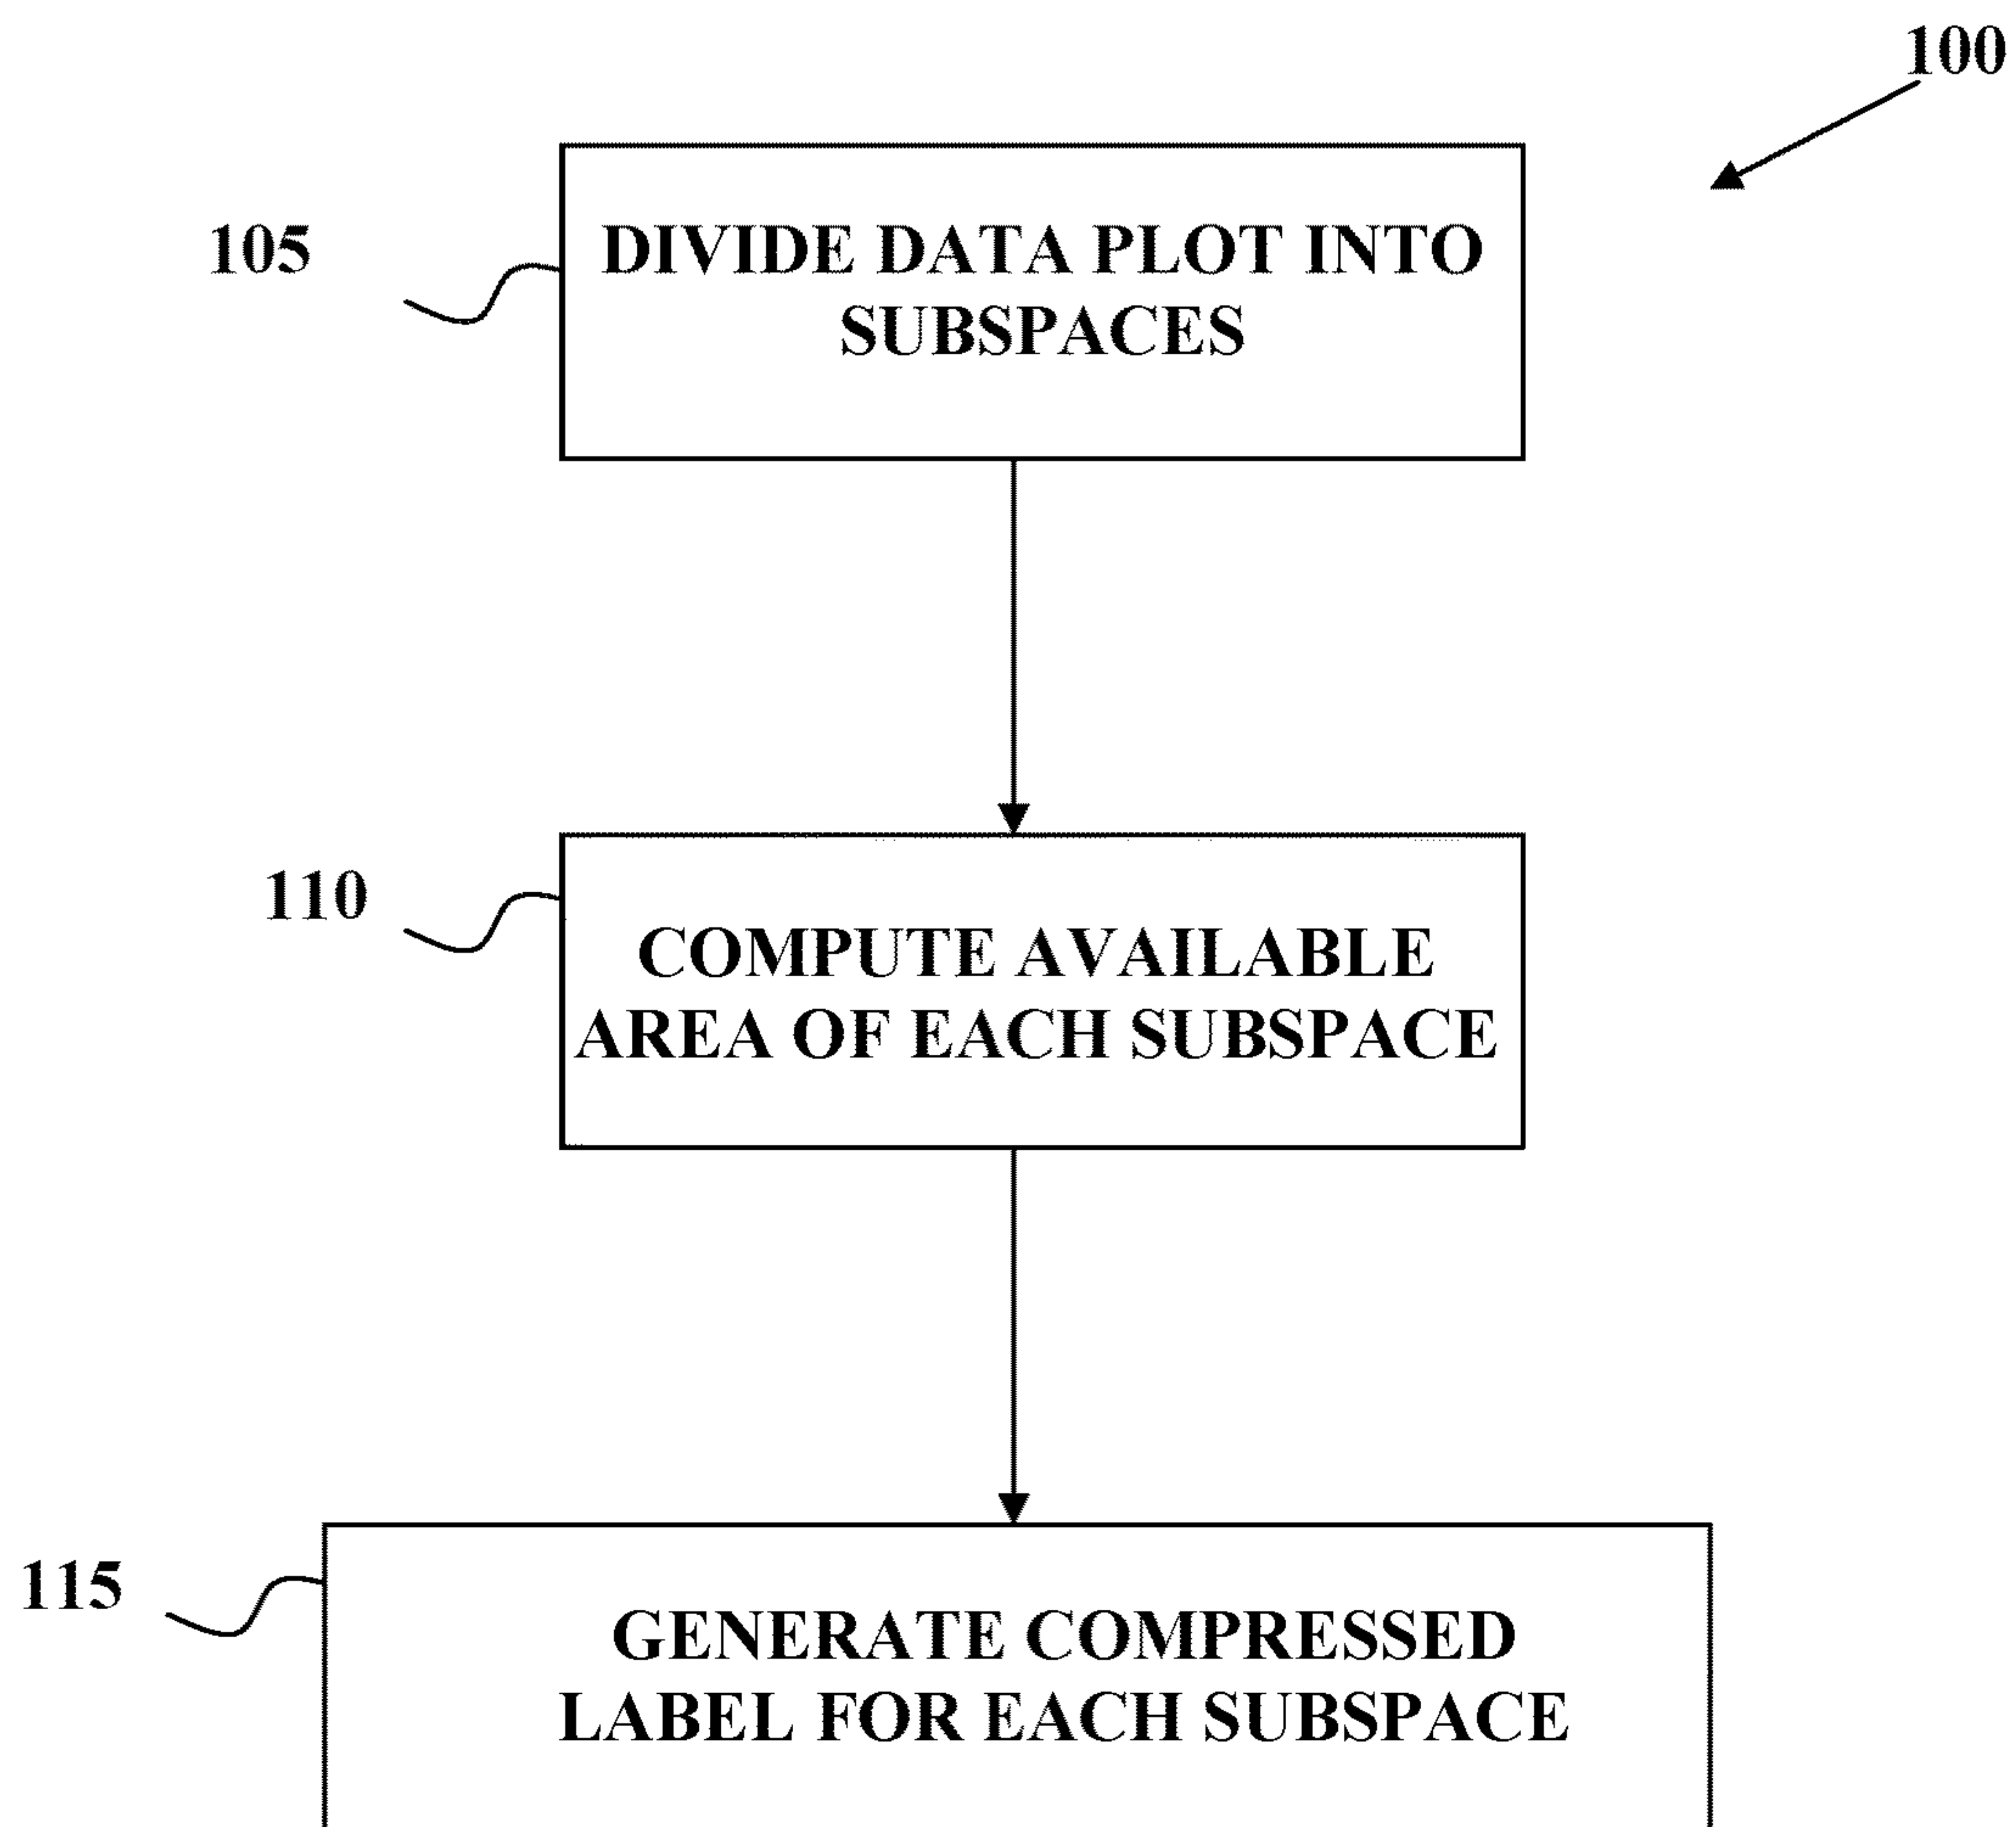 100
105
DIVIDE DATA PLOT INTO
SUBSPACES
110
COMPUTE AVAILABLE
AREA OF EACH SUBSPACE
115
GENERATE COMPRESSED
LABEL FOR EACH SUBSPACE